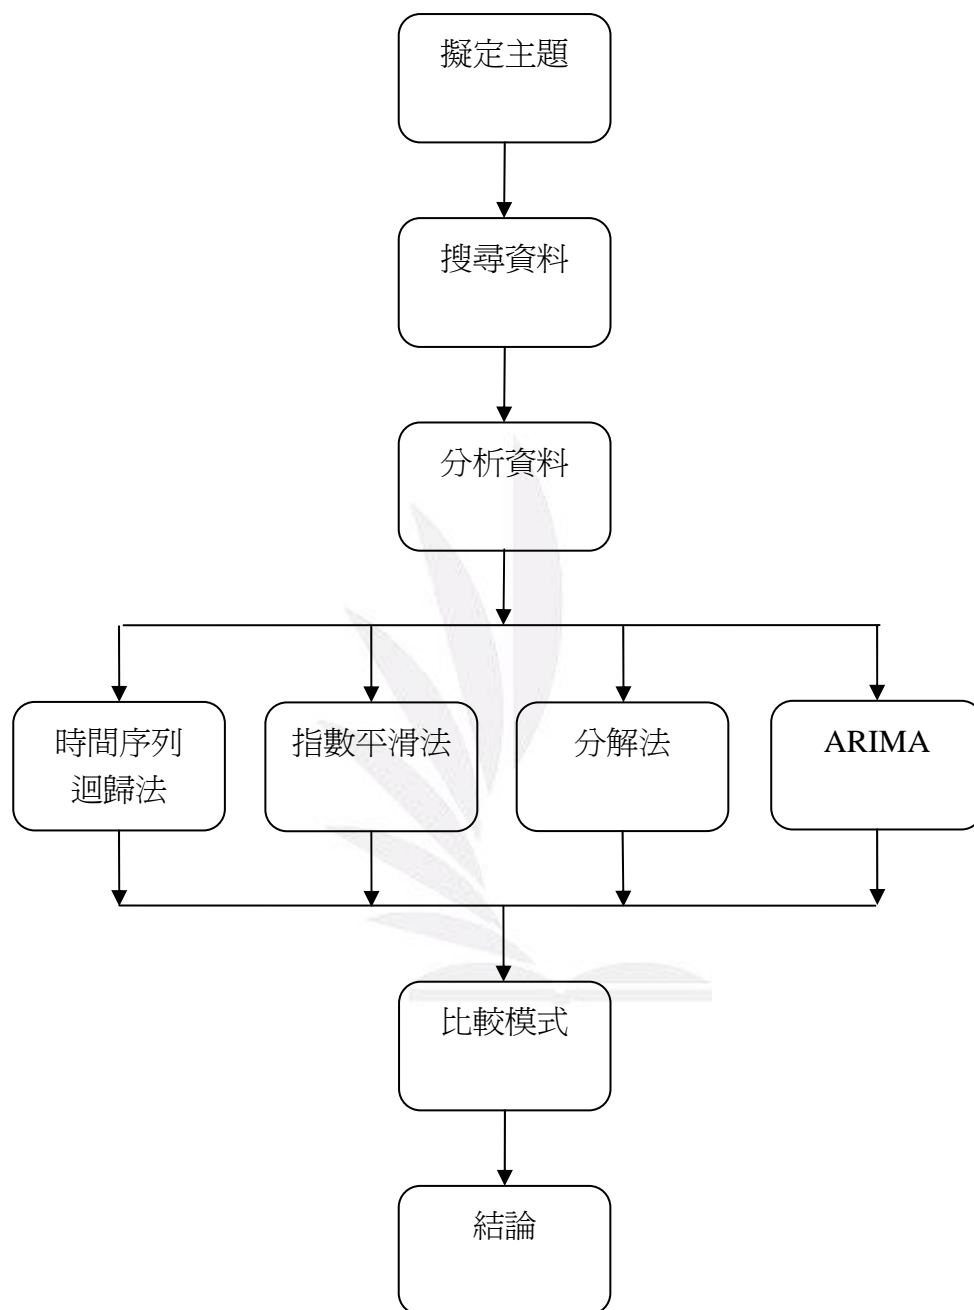 擬定主題
搜尋資料
分析資料
時間序列
迴歸法
指數平滑法
分解法
ARIMA
比較模式
結論